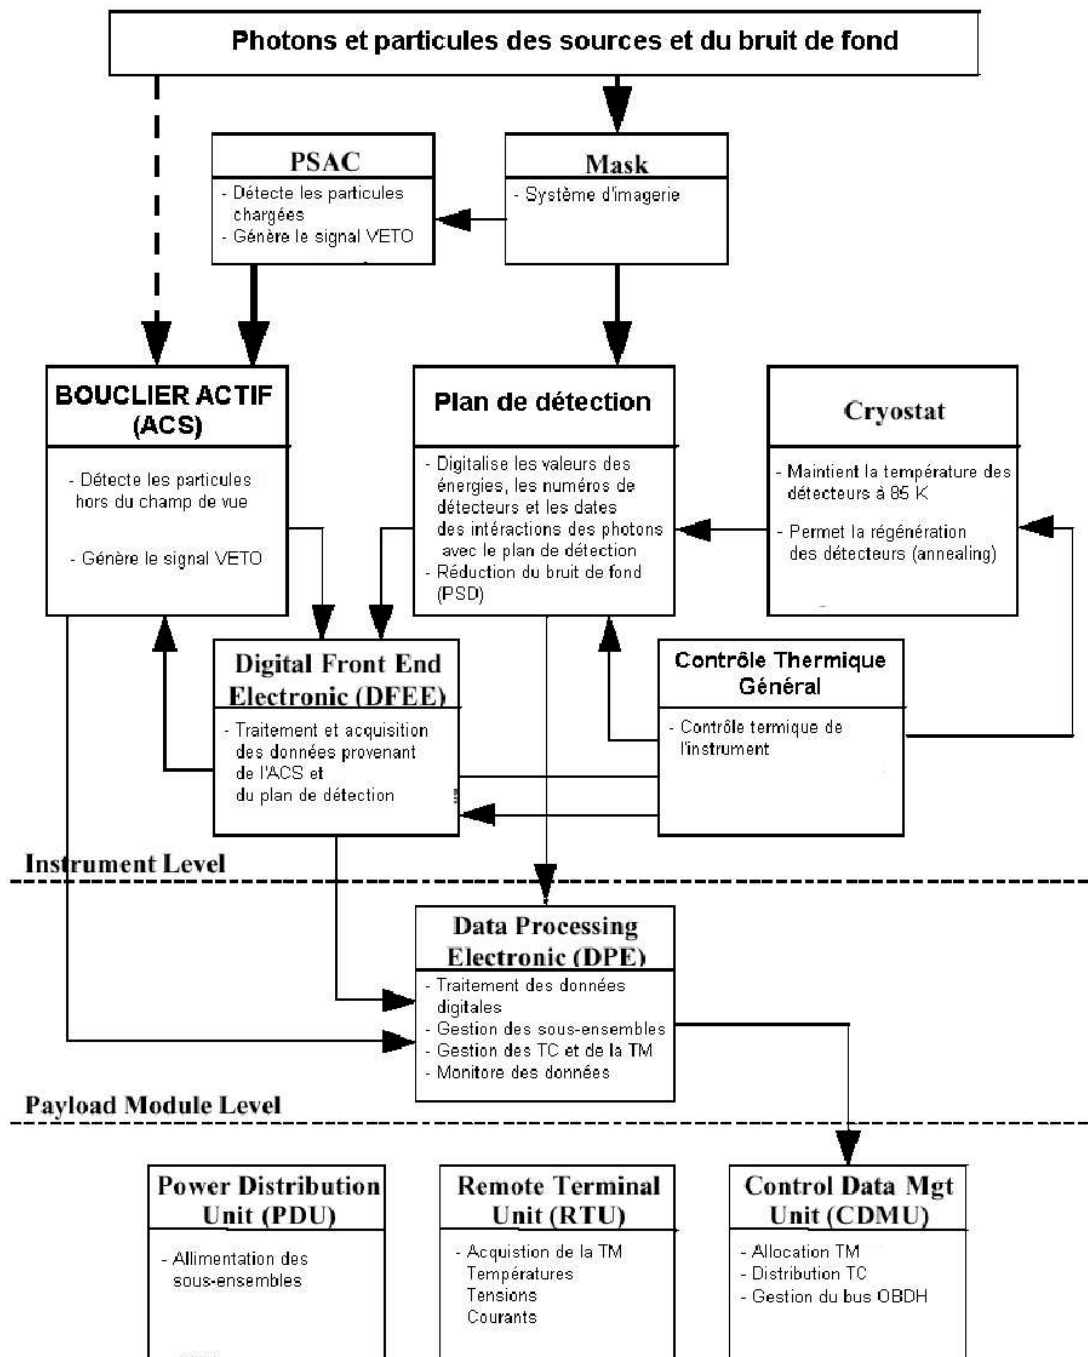 Photons et particules des sources et du bruit de fond
PSAC
- Détecte les particules
chargées
- Génère le signal VETO
Mask
- Système d'imagerie
BOUCLIER ACTIF
(ACS)
- Détecte les particules
hors du champ de vue
- Génère le signal VETO
Plan de détection
- Digitalise les valeurs des
énergies, les numéros de
détecteurs et les dates
des intéractions des photons
avec le plan de détection
- Réduction du bruit de fond
(PSD)
Cryostat
- Maintient la température des
détecteurs à 85 K
- Permet la régénération
des détecteurs (annealing)
Digital Front End
Electronic (DFEE)
- Traitement et acquisition
des données provenant
de l'ACS et
du plan de détection
Contrôle Thermique
Général
- Contrôle termique de
l'instrument
Instrument Level
Data Processing
Electronic (DPE)
- Traitement des données
digitales
- Gestion des sous-ensembles
- Gestion des TC et de la TM
- Monitore des données
Payload Module Level
Power Distribution
Unit (PDU)
- Allimentation des
sous-ensembles
Remote Terminal
Unit (RTU)
- Acquistion de la TM
Températures
Tensions
Courants
Control Data Mgt
Unit (CDMU)
- Allocation TM
- Distribution TC
- Gestion du bus OBDH